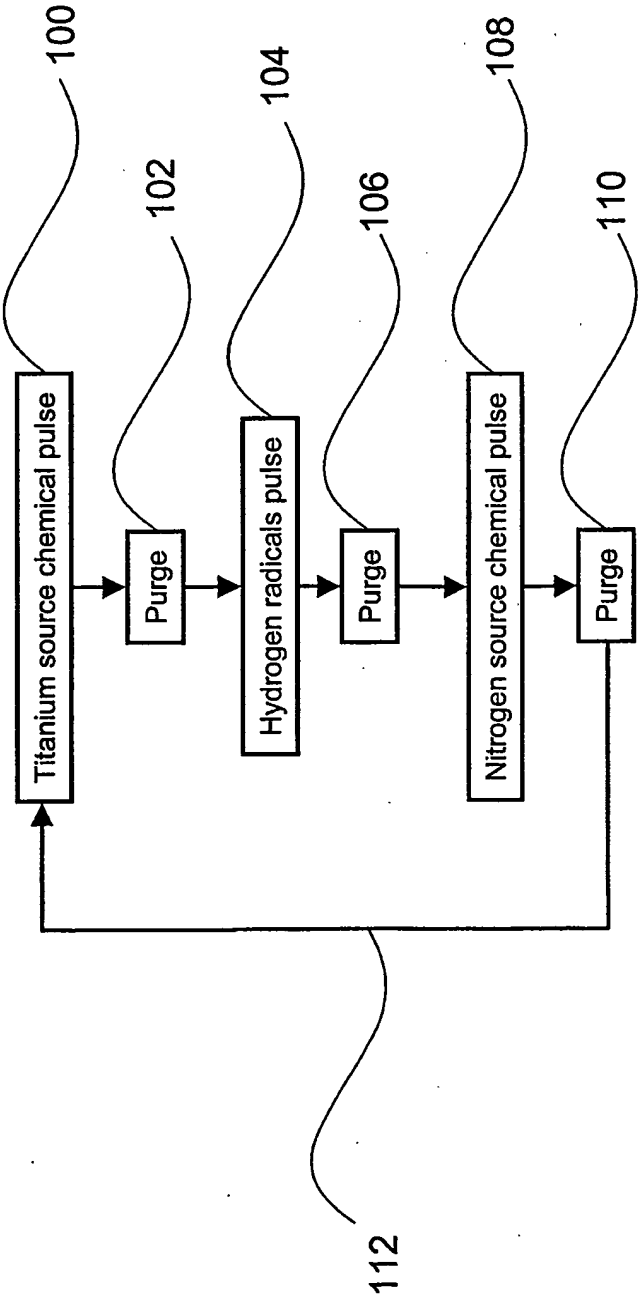 Titanium source chemical pulse
100
Purge
102
Hydrogen radicals pulse
104
Purge
106
Nitrogen source chemical pulse
108
Purge
110
112